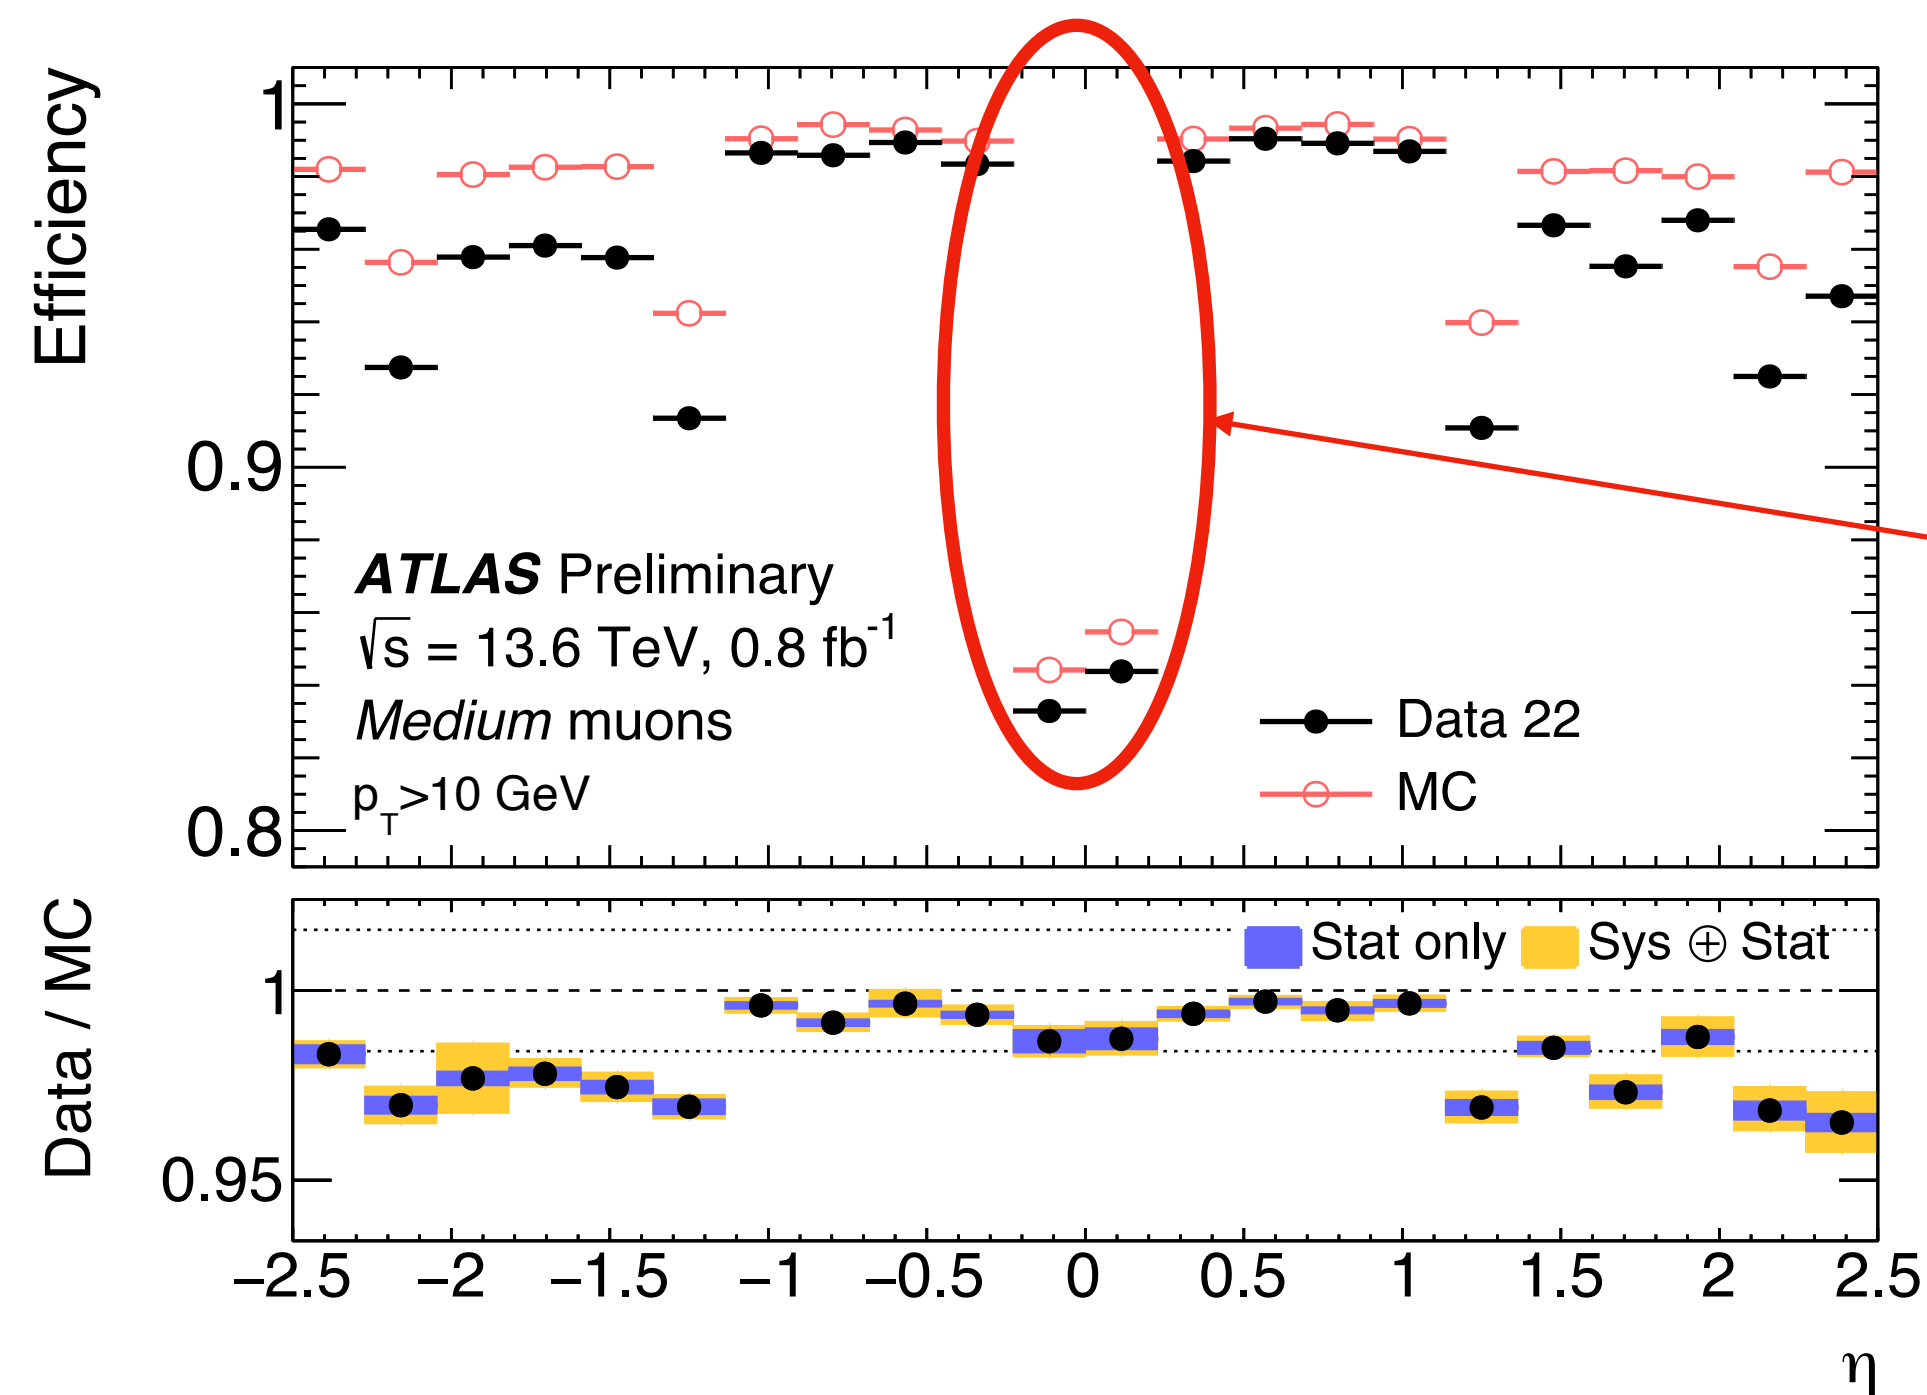 Efficiency
1
0.9
0.8
ATLAS Preliminary
√s = 13.6 TeV, 0.8 fb⁻¹
Medium muons
p_T>10 GeV
Data 22
MC
Data / MC
Stat only Sys ⊕ Stat
1
0.95
−2.5 −2 −1.5 −1 −0.5 0 0.5 1 1.5 2 2.5
η